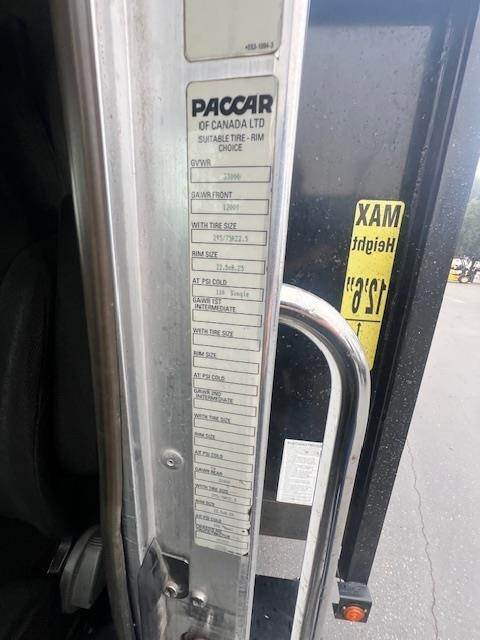 PACCAR
OF CANADA LTD
SUITABLE TIRE - RIM
CHOICE
GVWR
33000
GAWR FRONT
12000
WITH TIRE SIZE
295/75R22.5
RIM SIZE
22.5x8.25
AT PSI COLD
110 Single
GAWR 1ST
INTERMEDIATE
WITH TIRE SIZE
RIM SIZE
AT PSI COLD
GAWR 2ND
INTERMEDIATE
WITH TIRE SIZE
RIM SIZE
AT PSI COLD
GAWR REAR
WITH TIRE SIZE
RIM SIZE
AT PSI COLD
MAX
Height
12'6"